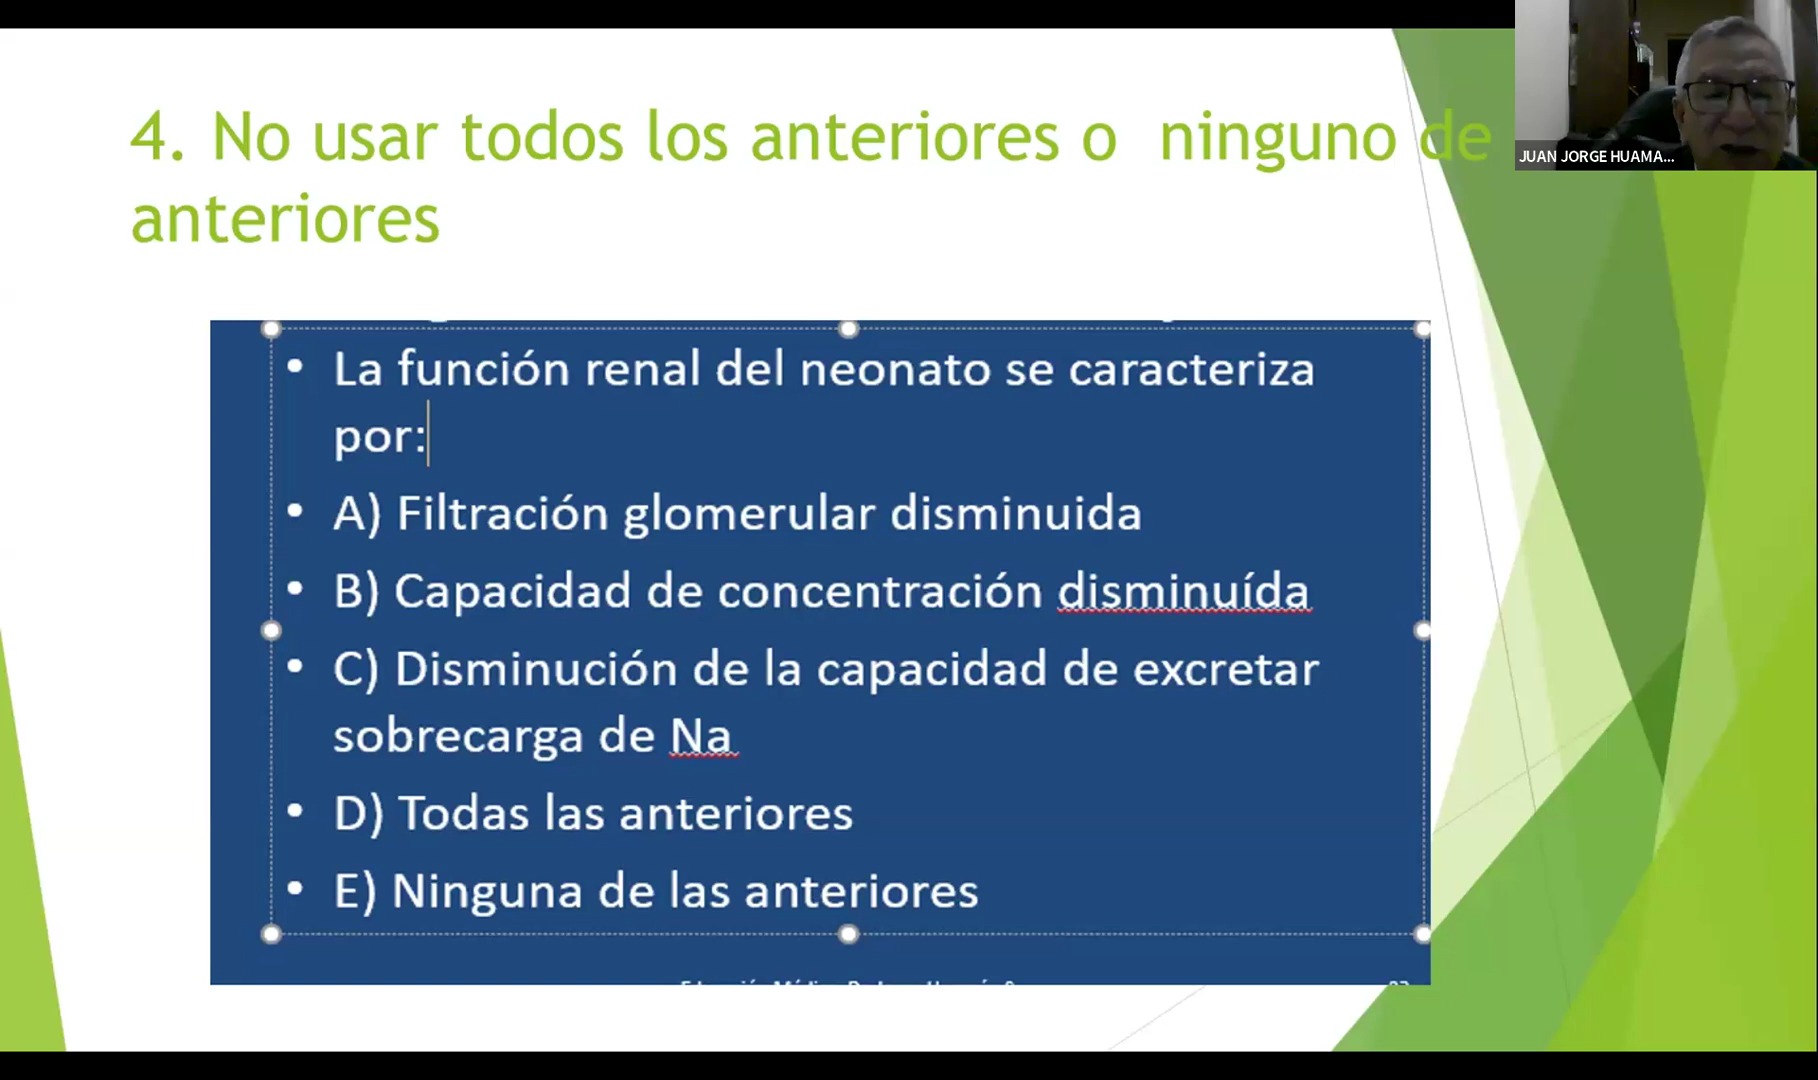 4. No usar todos los anteriores o ninguno de
anteriores
JUAN JORGE HUAMA...
• La función renal del neonato se caracteriza
por:
• A) Filtración glomerular disminuida
• B) Capacidad de concentración disminuída
• C) Disminución de la capacidad de excretar
sobrecarga de Na
• D) Todas las anteriores
• E) Ninguna de las anteriores